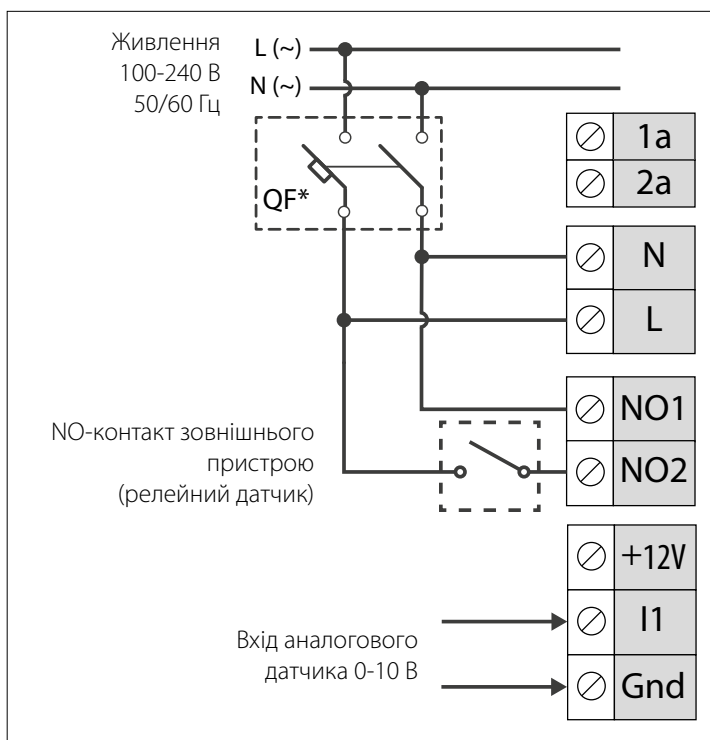 Живлення
100-240 В
50/60 Гц
L (~)
N (~)
QF*
1a
2a
N
L
NO1
NO2
NO-контакт зовнішнього
пристрою
(релейний датчик)
+12V
I1
Gnd
Вхід аналогового
датчика 0-10 В